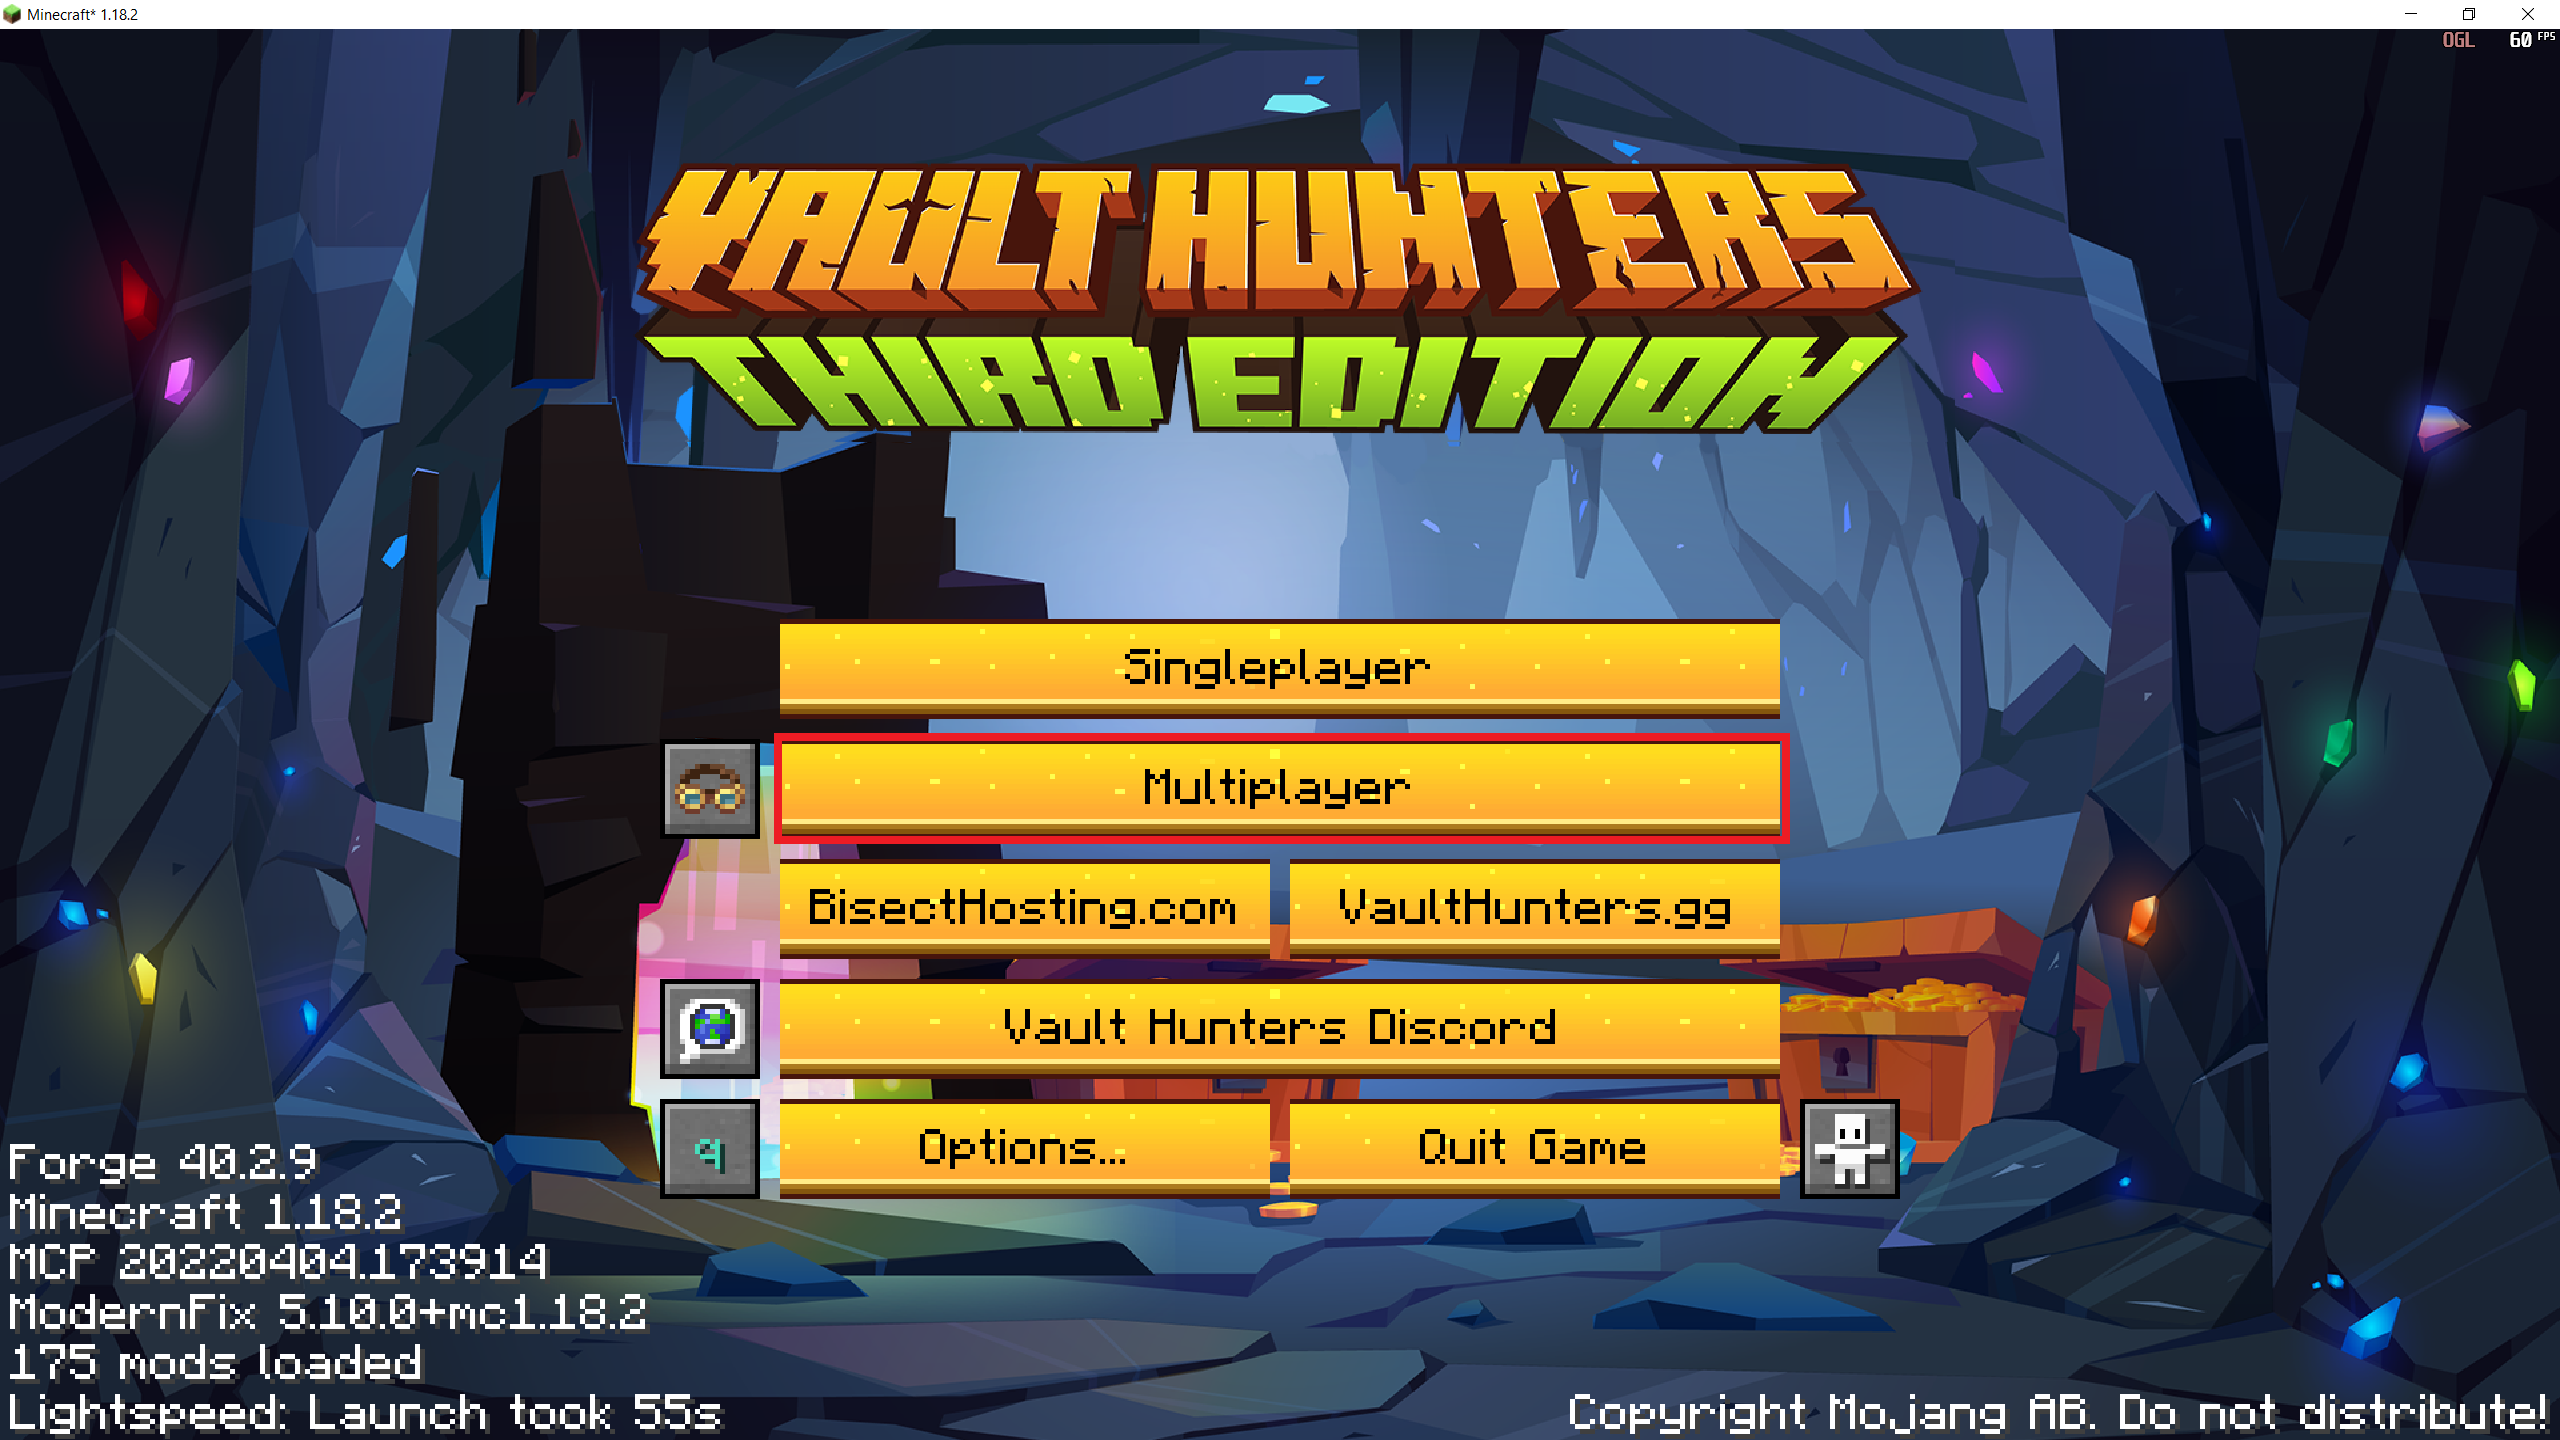 Minecraft* 1.18.2
OGL 60 FPS
VAULT HUNTERS
THIRD EDITION
Singleplayer
Multiplayer
BisectHosting.com VaultHunters.gg
Vault Hunters Discord
Options... Quit Game
Forge 40.2.9
Minecraft 1.18.2
MCP 20220404.173914
ModernFix 5.10.0+mc1.18.2
175 mods loaded
Lightspeed: Launch took 55s
Copyright Mojang AB. Do not distribute!